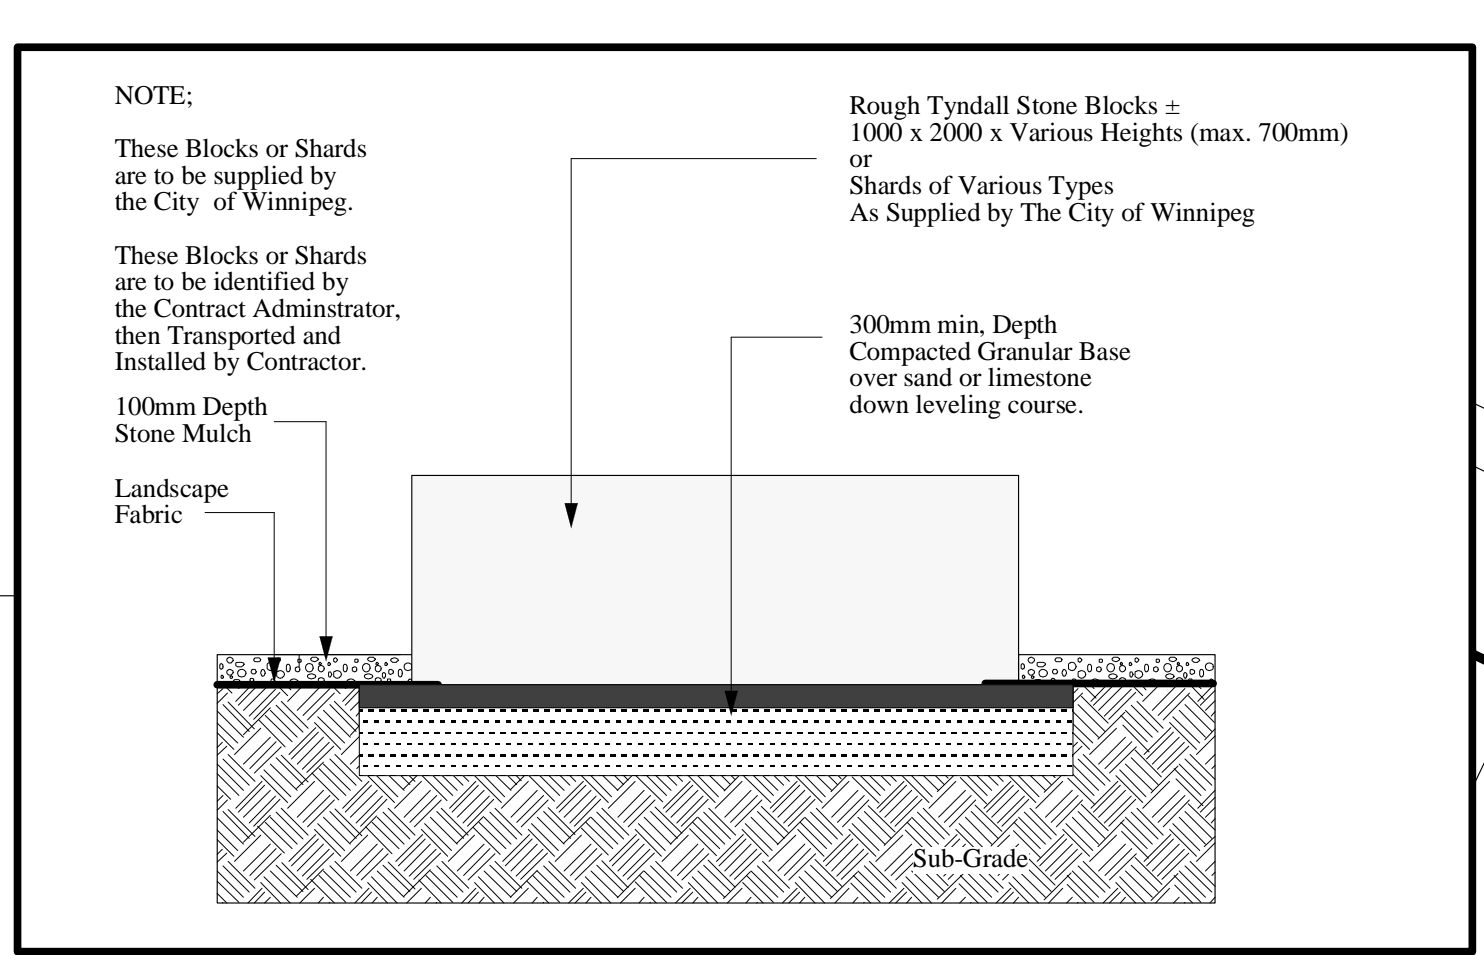 NOTE;
These Blocks or Shards
are to be supplied by
the City  of Winnipeg.
These Blocks or Shards
are to be identified by
the Contract Adminstrator,
then Transported and
Installed by Contractor.
100mm Depth
Stone Mulch
Landscape
Fabric
Rough Tyndall Stone Blocks ±
1000 x 2000 x Various Heights (max. 700mm)
or
Shards of Various Types
As Supplied by The City of Winnipeg
300mm min, Depth
Compacted Granular Base
over sand or limestone
down leveling course.
Sub-Grade